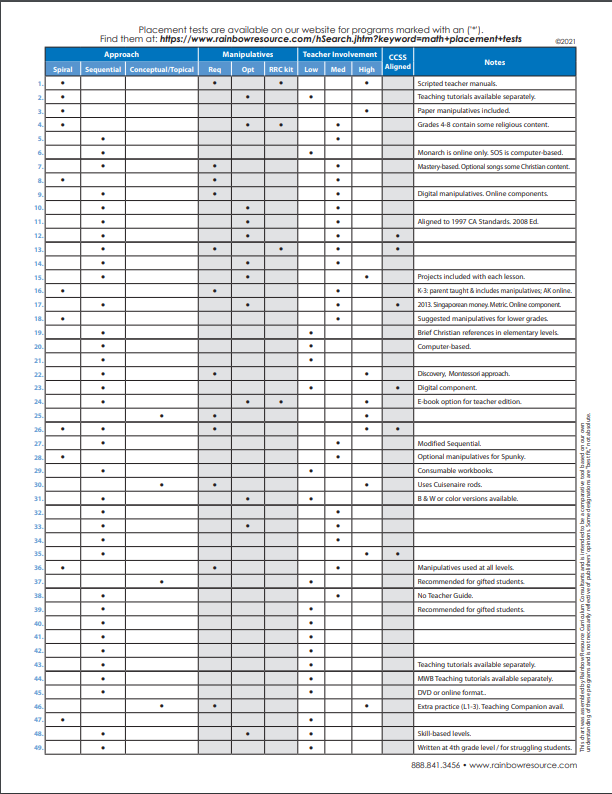 Placement tests are available on our website for programs marked with an ('*').
Find them at: https://www.rainbowresource.com/hSearch.jhtm?keyword=math+placement+tests
©2021
Approach Manipulatives Teacher Involvement CCSS Aligned Notes
Spiral Sequential Conceptual/Topical Req Opt RRC kit Low Med High
1. Scripted teacher manuals.
2. Teaching tutorials available separately.
3. Paper manipulatives included.
4. Grades 4-8 contain some religious content.
5.
6. Monarch is online only. SOS is computer-based.
7. Mastery-based. Optional songs some Christian content.
8.
9. Digital manipulatives. Online components.
10.
11. Aligned to 1997 CA Standards. 2008 Ed.
12.
13.
14.
15. Projects included with each lesson.
16. K-3: parent taught & includes manipulatives; AK online.
17. 2013. Singaporean money. Metric. Online component.
18. Suggested manipulatives for lower grades.
19. Brief Christian references in elementary levels.
20. Computer-based.
21.
22. Discovery, Montessori approach.
23. Digital component.
24. E-book option for teacher edition.
25.
26.
27. Modified Sequential.
28. Optional manipulatives for Spunky.
29. Consumable workbooks.
30. Uses Cuisenaire rods.
31. B & W or color versions available.
32.
33.
34.
35.
36. Manipulatives used at all levels.
37. Recommended for gifted students.
38. No Teacher Guide.
39. Recommended for gifted students.
40.
41.
42.
43. Teaching tutorials available separately.
44. MWB Teaching tutorials available separately.
45. DVD or online format..
46. Extra practice (L1-3). Teaching Companion avail.
47.
48. Skill-based levels.
49. Written at 4th grade level / for struggling students.
This chart was assembled by Rainbow Resource Curriculum Consultants and is intended to be a comparative tool based on our own
understanding of these programs and is not necessarily reflective of publishers opinions. Some designations are "best fit," not absolute.
888.841.3456 • www.rainbowresource.com